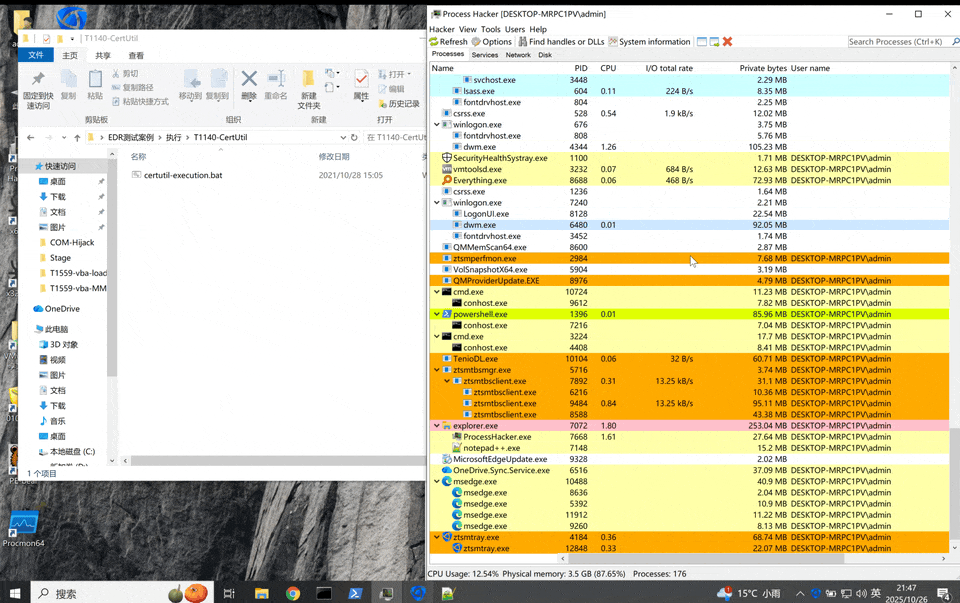 T1140-CertUtil
文件 主页 共享 查看
固定到快速访问 复制 粘贴 剪切 复制路径 粘贴快捷方式 移动到 复制到 删除 重命名 新建文件夹 属性 打开 编辑 历史记录
剪贴板 组织 新建 打开
EDR测试案例 › 执行 › T1140-CertUtil
在 T1140-CertUtil
名称 修改日期
certutil-execution.bat 2021/10/28 15:05
快速访问
桌面
下载
文档
图片
COM-Hijack
Stage
T1559-vba-load
T1559-vba-MM
OneDrive
此电脑
3D 对象
视频
图片
文档
下载
音乐
桌面
本地磁盘 (C:)
1 个项目
Procmon64
Process Hacker [DESKTOP-MRPC1PV\admin]
Hacker View Tools Users Help
Refresh Options Find handles or DLLs System information Search Processes (Ctrl+K)
Processes Services Network Disk
Name PID CPU I/O total rate Private bytes User name
svchost.exe 3448 2.29 MB
lsass.exe 604 0.11 224 B/s 8.35 MB
fontdrvhost.exe 804 2.25 MB
csrss.exe 528 0.54 1.9 kB/s 12.02 MB
winlogon.exe 676 3.75 MB
fontdrvhost.exe 808 5.76 MB
dwm.exe 4344 1.26 105.23 MB
SecurityHealthSystray.exe 1100 1.71 MB DESKTOP-MRPC1PV\admin
vmtoolsd.exe 3232 0.07 684 B/s 12.63 MB DESKTOP-MRPC1PV\admin
Everything.exe 8688 0.06 468 B/s 72.93 MB DESKTOP-MRPC1PV\admin
csrss.exe 1236 1.64 MB
winlogon.exe 7240 2.21 MB
LogonUI.exe 8128 22.54 MB
dwm.exe 6480 0.01 92.05 MB
fontdrvhost.exe 3452 1.74 MB
QMMemScan64.exe 8600 2.87 MB
ztsmperfmon.exe 2984 7.68 MB DESKTOP-MRPC1PV\admin
VolSnapshotX64.exe 5904 3.19 MB
QMProviderUpdate.EXE 8976 4.79 MB DESKTOP-MRPC1PV\admin
cmd.exe 10724 11.23 MB DESKTOP-MRPC1PV\admin
conhost.exe 9612 7.82 MB DESKTOP-MRPC1PV\admin
powershell.exe 1396 0.01 85.96 MB DESKTOP-MRPC1PV\admin
conhost.exe 7216 7.04 MB DESKTOP-MRPC1PV\admin
cmd.exe 3224 17.7 MB DESKTOP-MRPC1PV\admin
conhost.exe 4408 8.41 MB DESKTOP-MRPC1PV\admin
TenioDL.exe 10104 0.06 32 B/s 60.71 MB DESKTOP-MRPC1PV\admin
ztsmtbsmgr.exe 5716 3.74 MB DESKTOP-MRPC1PV\admin
ztsmtbsclient.exe 7892 0.31 13.25 kB/s 31.1 MB DESKTOP-MRPC1PV\admin
ztsmtbsclient.exe 6216 10.36 MB DESKTOP-MRPC1PV\admin
ztsmtbsclient.exe 9484 0.84 13.25 kB/s 95.11 MB DESKTOP-MRPC1PV\admin
ztsmtbsclient.exe 8588 43.38 MB DESKTOP-MRPC1PV\admin
explorer.exe 7072 1.80 253.04 MB DESKTOP-MRPC1PV\admin
ProcessHacker.exe 7668 1.61 27.64 MB DESKTOP-MRPC1PV\admin
notepad++.exe 7148 15.2 MB DESKTOP-MRPC1PV\admin
MicrosoftEdgeUpdate.exe 9328 2.02 MB
OneDrive.Sync.Service.exe 6516 37.09 MB DESKTOP-MRPC1PV\admin
msedge.exe 10488 40.9 MB DESKTOP-MRPC1PV\admin
msedge.exe 8636 2.04 MB DESKTOP-MRPC1PV\admin
msedge.exe 5392 10.9 MB DESKTOP-MRPC1PV\admin
msedge.exe 11912 11.22 MB DESKTOP-MRPC1PV\admin
msedge.exe 9260 8.13 MB DESKTOP-MRPC1PV\admin
ztsmtray.exe 4184 0.36 68.74 MB DESKTOP-MRPC1PV\admin
ztsmtray.exe 12848 0.33 22.07 MB DESKTOP-MRPC1PV\admin
CPU Usage: 12.54% Physical memory: 3.5 GB (87.65%) Processes: 176
搜索
15°C 小雨
英
21:47
2025/10/26